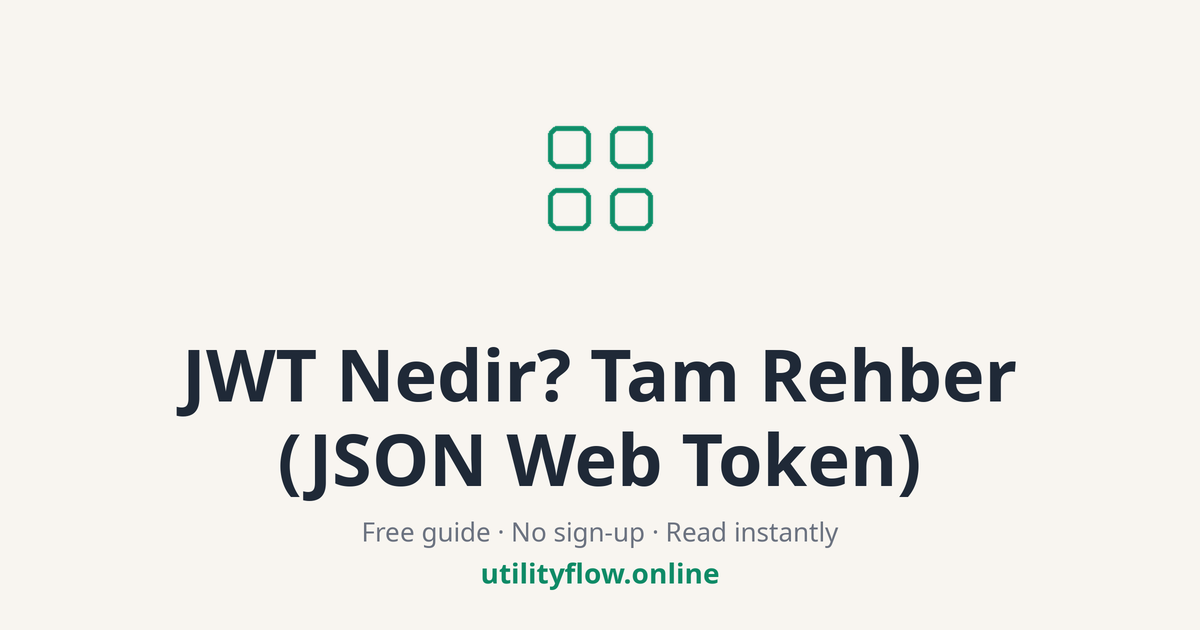 JWT Nedir? Tam Rehber
(JSON Web Token)
Free guide · No sign-up · Read instantly
utilityflow.online